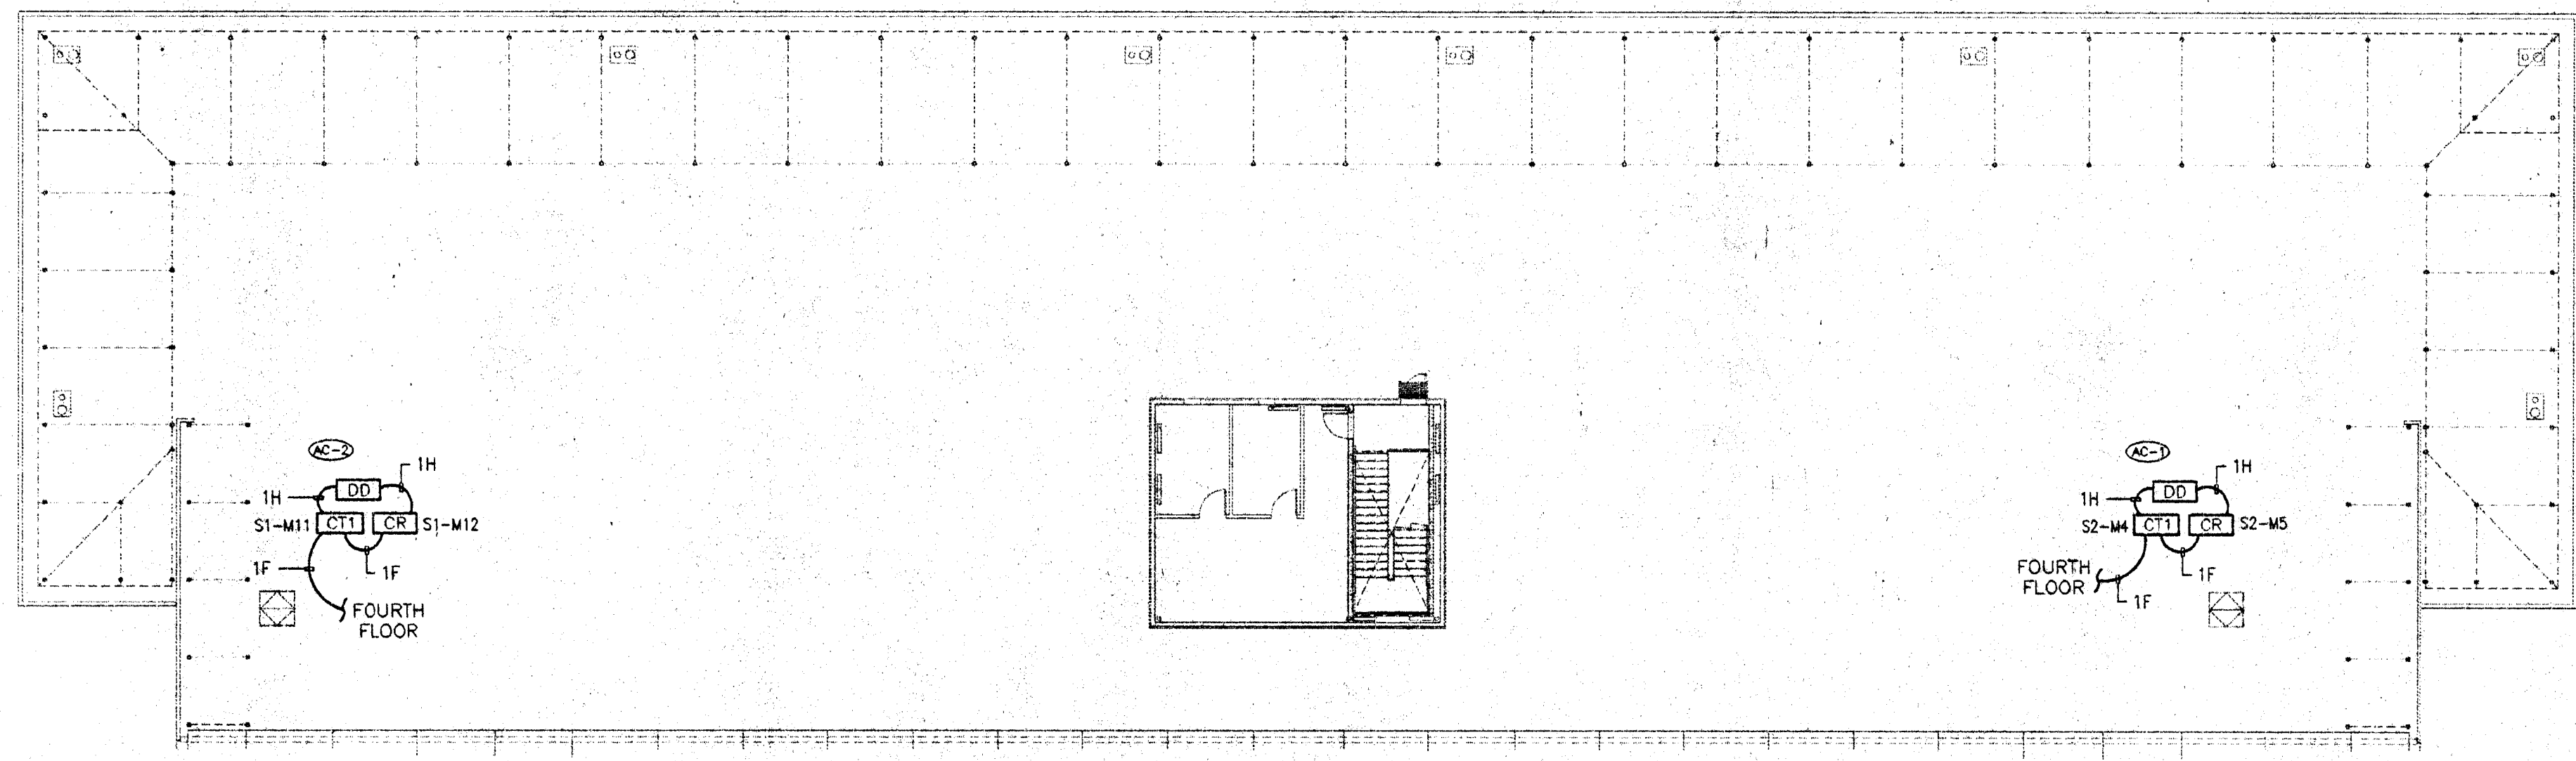 AC-2
1H
DD
1H
S1-M11 CT1 CR S1-M12
1F
1F
FOURTH
FLOOR
AC-1
1H
DD
1H
S2-M4 CT1 CR S2-M5
1F
FOURTH
FLOOR
1F